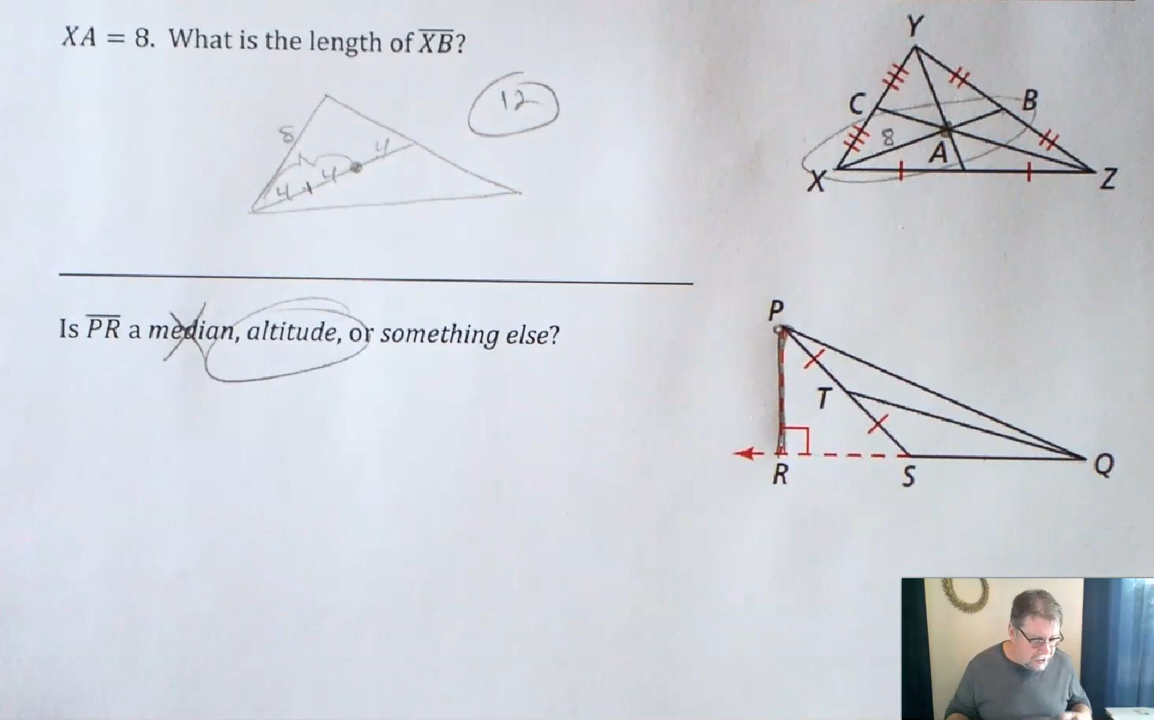 XA = 8. What is the length of XB?
12
8
4
4
4
Y
C
B
8
A
X
Z
Is PR a median, altitude, or something else?
P
T
R
S
Q